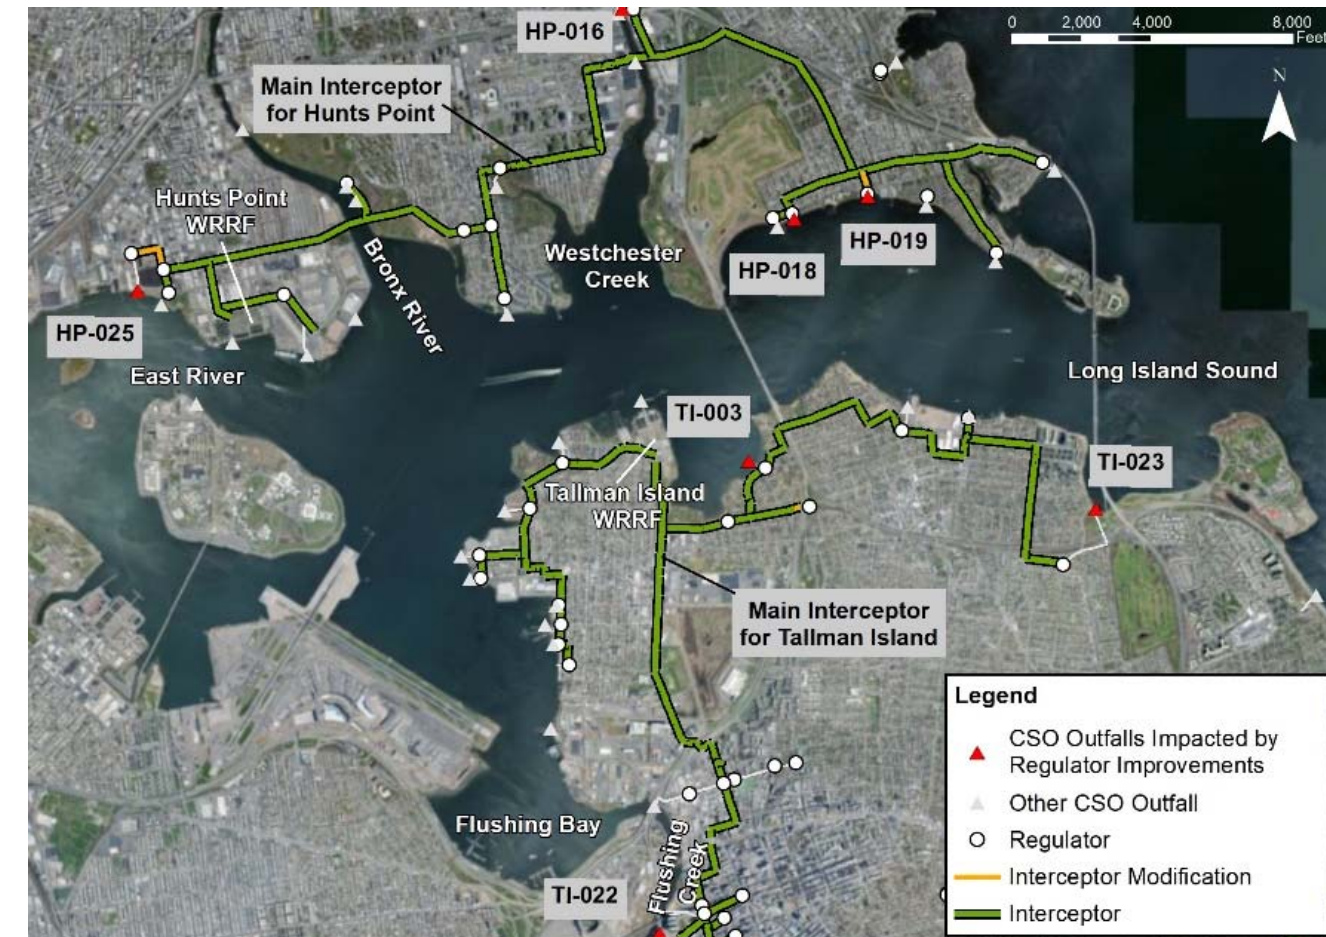 HP-016
0 2,000 4,000 8,000
Feet
N
Main Interceptor
for Hunts Point
Hunts Point
WRRF
Bronx River
Westchester
Creek
HP-018
HP-019
HP-025
East River
Long Island Sound
TI-003
TI-023
Tallman Island
WRRF
Main Interceptor
for Tallman Island
Flushing Bay
Flushing
Creek
TI-022
Legend
CSO Outfalls Impacted by
Regulator Improvements
Other CSO Outfall
Regulator
Interceptor Modification
Interceptor